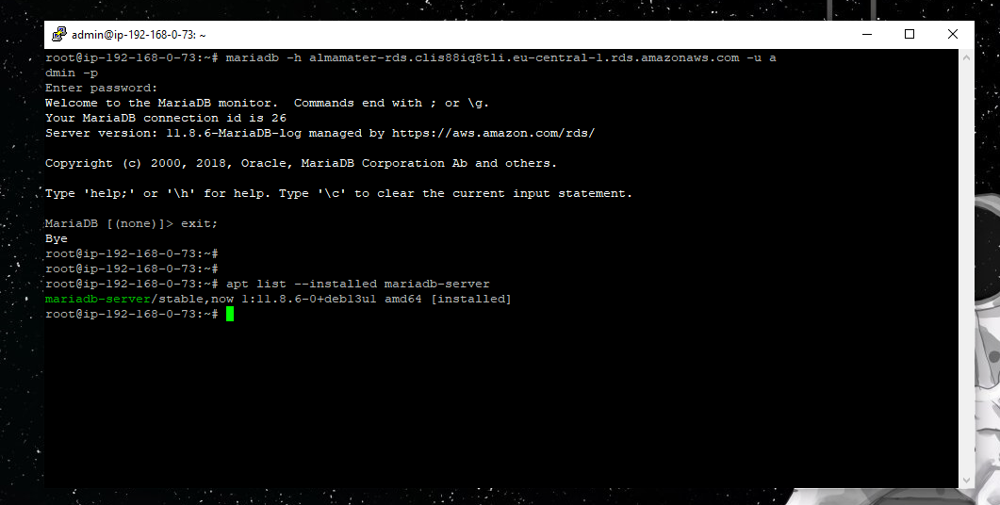 admin@ip-192-168-0-73: ~
root@ip-192-168-0-73:~# mariadb -h almamater-rds.clis88iq8tli.eu-central-1.rds.amazonaws.com -u a
dmin -p
Enter password:
Welcome to the MariaDB monitor.  Commands end with ; or \g.
Your MariaDB connection id is 26
Server version: 11.8.6-MariaDB-log managed by https://aws.amazon.com/rds/
Copyright (c) 2000, 2018, Oracle, MariaDB Corporation Ab and others.
Type 'help;' or '\h' for help. Type '\c' to clear the current input statement.
MariaDB [(none)]> exit;
Bye
root@ip-192-168-0-73:~#
root@ip-192-168-0-73:~#
root@ip-192-168-0-73:~# apt list --installed mariadb-server
mariadb-server/stable,now 1:11.8.6-0+deb13u1 amd64 [installed]
root@ip-192-168-0-73:~#